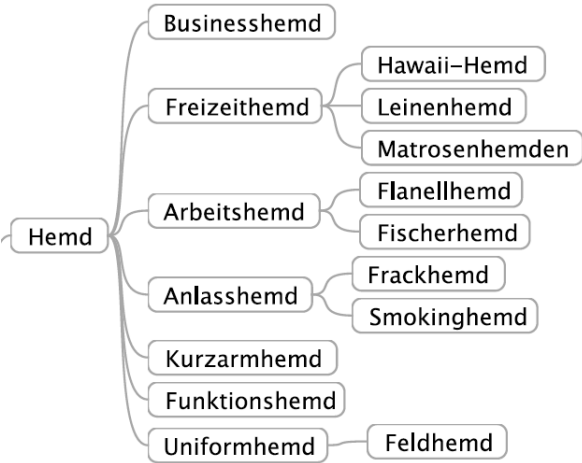 Businesshemd
Hawaii-Hemd
Freizeithemd
Leinenhemd
Matrosenhemden
Flanellhemd
Arbeitshemd
Fischerhemd
Hemd
Frackhemd
Anlasshemd
Smokinghemd
Kurzarmhemd
Funktionshemd
Uniformhemd
Feldhemd